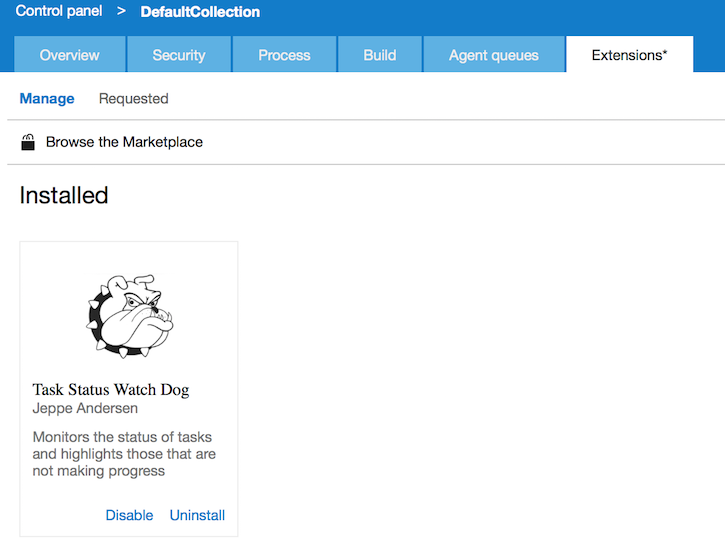 Control panel > DefaultCollection
Overview Security Process Build Agent queues Extensions*
Manage Requested
Browse the Marketplace
Installed
Task Status Watch Dog
Jeppe Andersen
Monitors the status of tasks
and highlights those that are
not making progress
Disable Uninstall